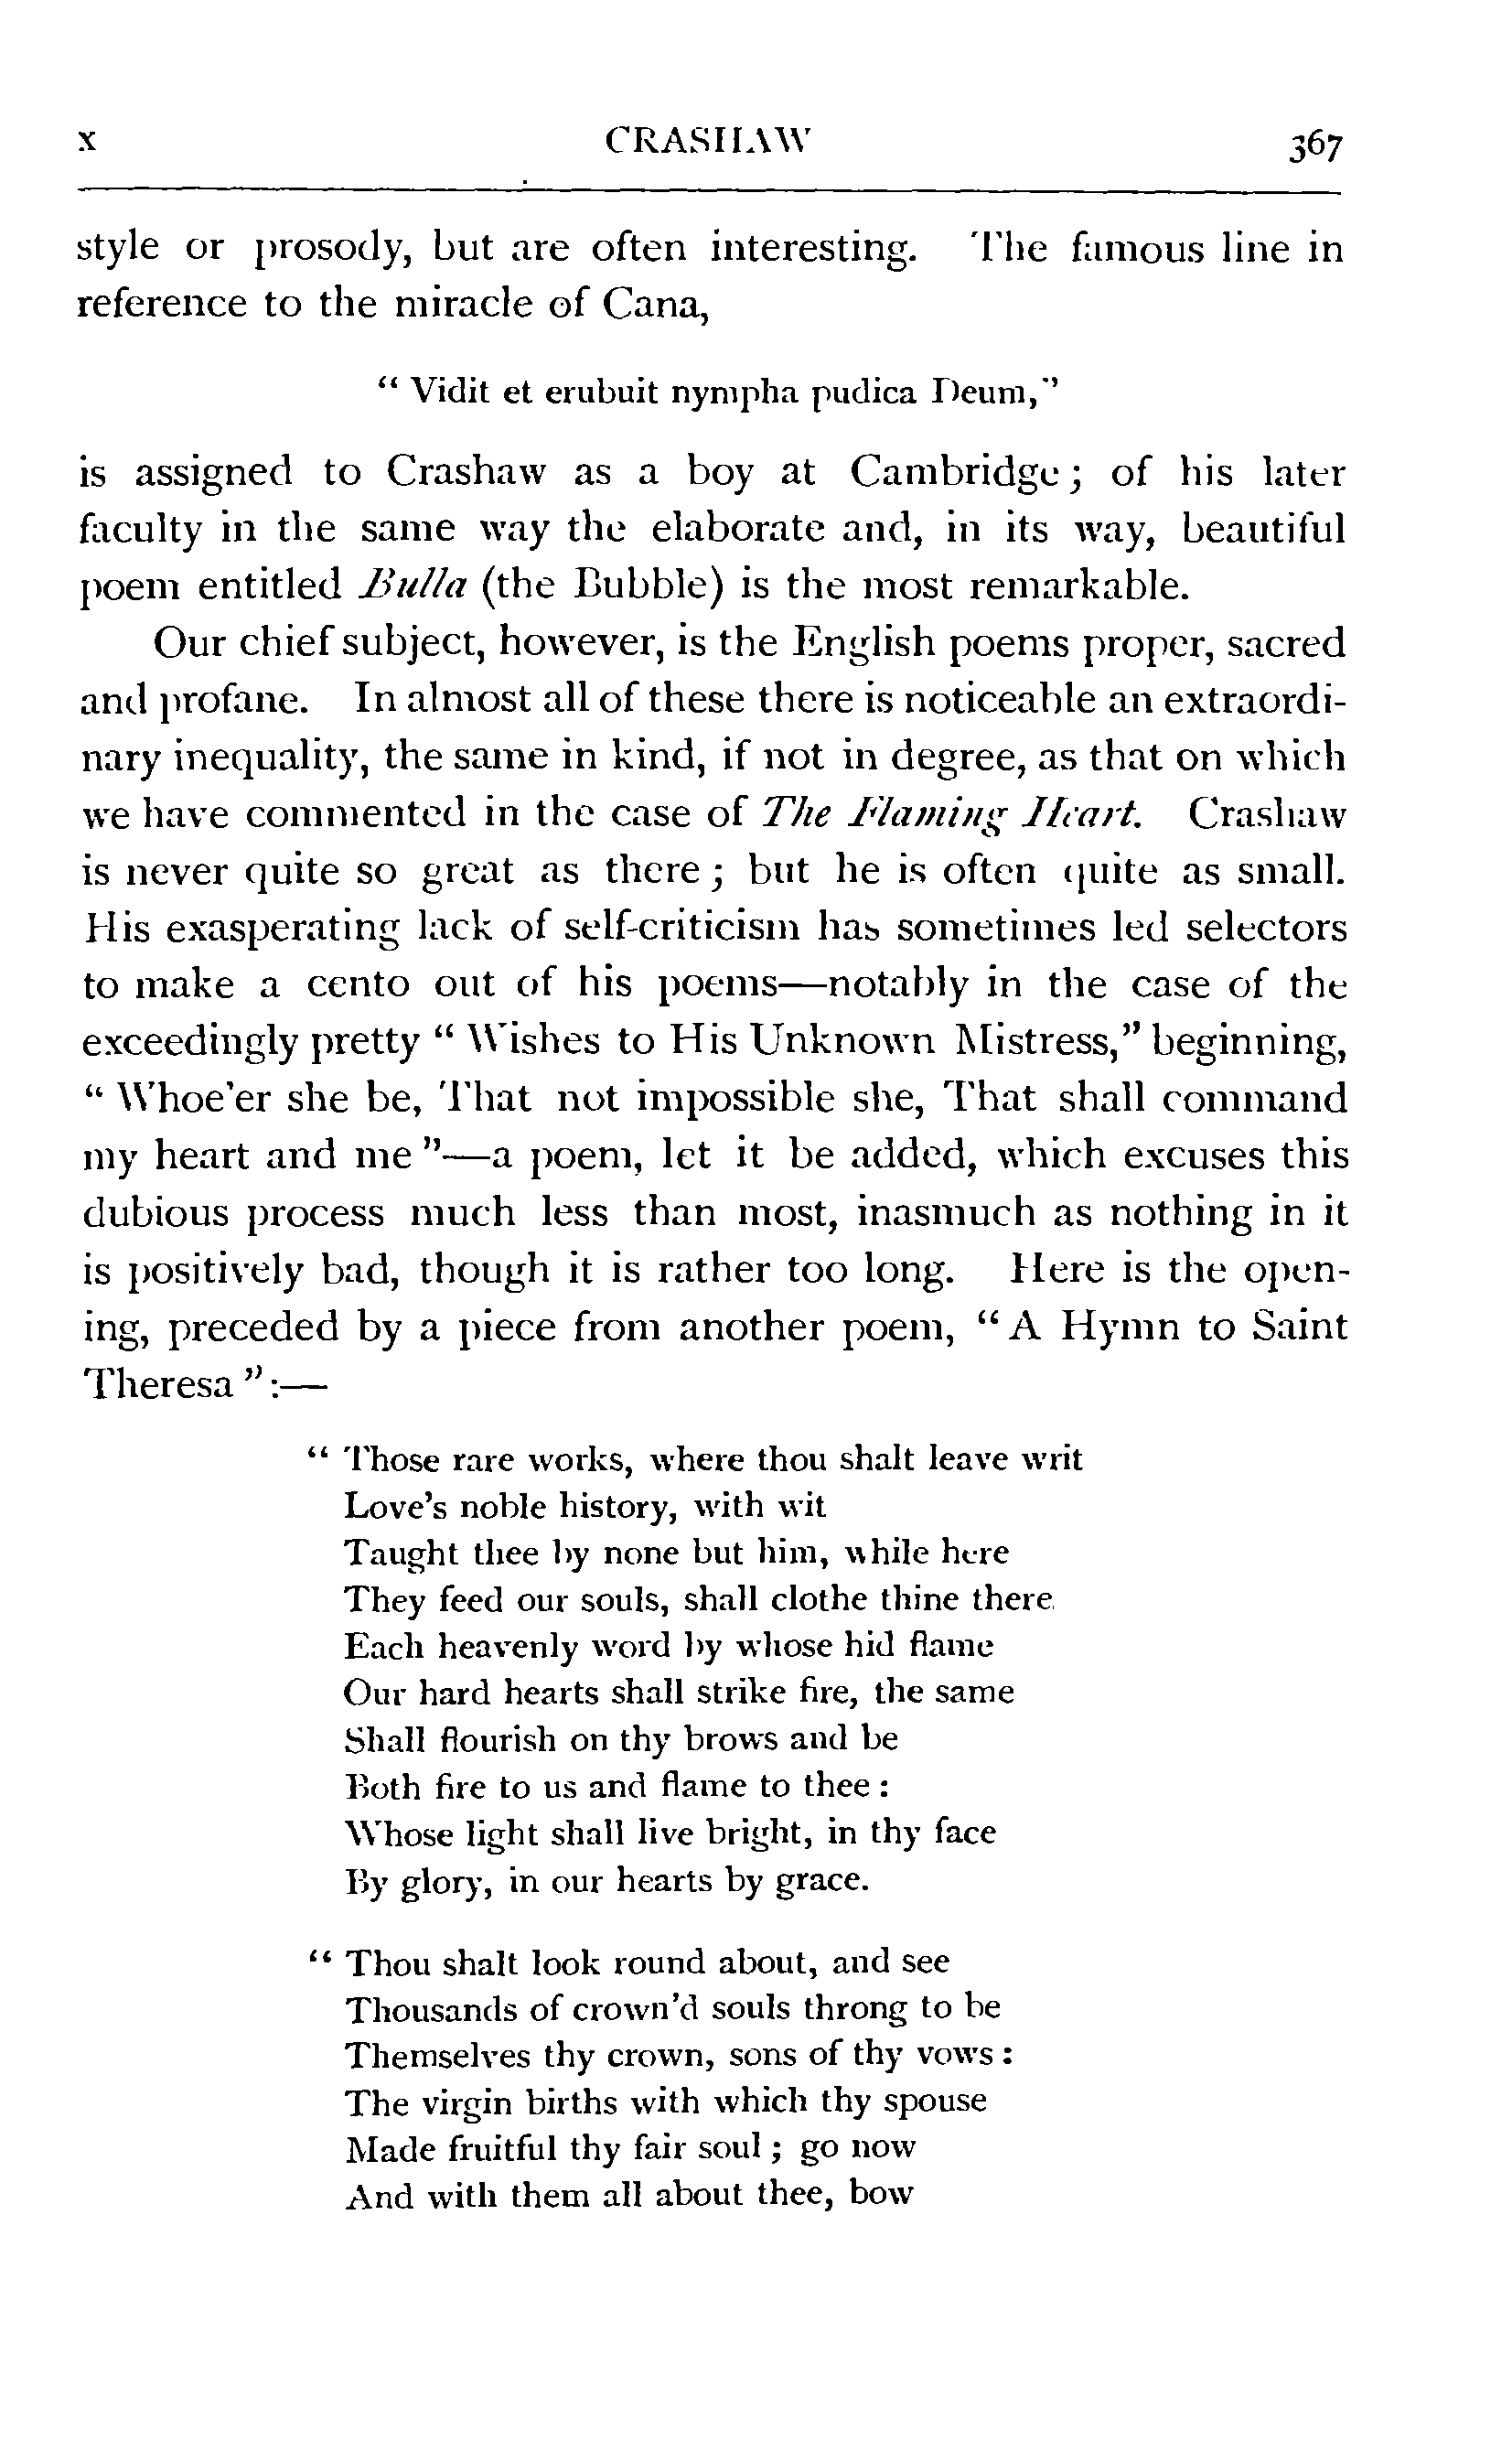 x CRASHAW 367
style or prosody, but are often interesting. The famous line in
reference to the miracle of Cana,
“ Vidit et erubuit nympha pudica Deum,”
is assigned to Crashaw as a boy at Cambridge; of his later
faculty in the same way the elaborate and, in its way, beautiful
poem entitled Bulla (the Bubble) is the most remarkable.
Our chief subject, however, is the English poems proper, sacred
and profane. In almost all of these there is noticeable an extraordi-
nary inequality, the same in kind, if not in degree, as that on which
we have commented in the case of The Flaming Heart. Crashaw
is never quite so great as there; but he is often quite as small.
His exasperating lack of self-criticism has sometimes led selectors
to make a cento out of his poems—notably in the case of the
exceedingly pretty “ Wishes to His Unknown Mistress,” beginning,
“ Whoe'er she be, That not impossible she, That shall command
my heart and me ”—a poem, let it be added, which excuses this
dubious process much less than most, inasmuch as nothing in it
is positively bad, though it is rather too long. Here is the open-
ing, preceded by a piece from another poem, “ A Hymn to Saint
Theresa ”:—
“ Those rare works, where thou shalt leave writ
Love's noble history, with wit
Taught thee by none but him, while here
They feed our souls, shall clothe thine there.
Each heavenly word by whose hid flame
Our hard hearts shall strike fire, the same
Shall flourish on thy brows and be
Both fire to us and flame to thee :
Whose light shall live bright, in thy face
By glory, in our hearts by grace.
“ Thou shalt look round about, and see
Thousands of crown'd souls throng to be
Themselves thy crown, sons of thy vows :
The virgin births with which thy spouse
Made fruitful thy fair soul ; go now
And with them all about thee, bow